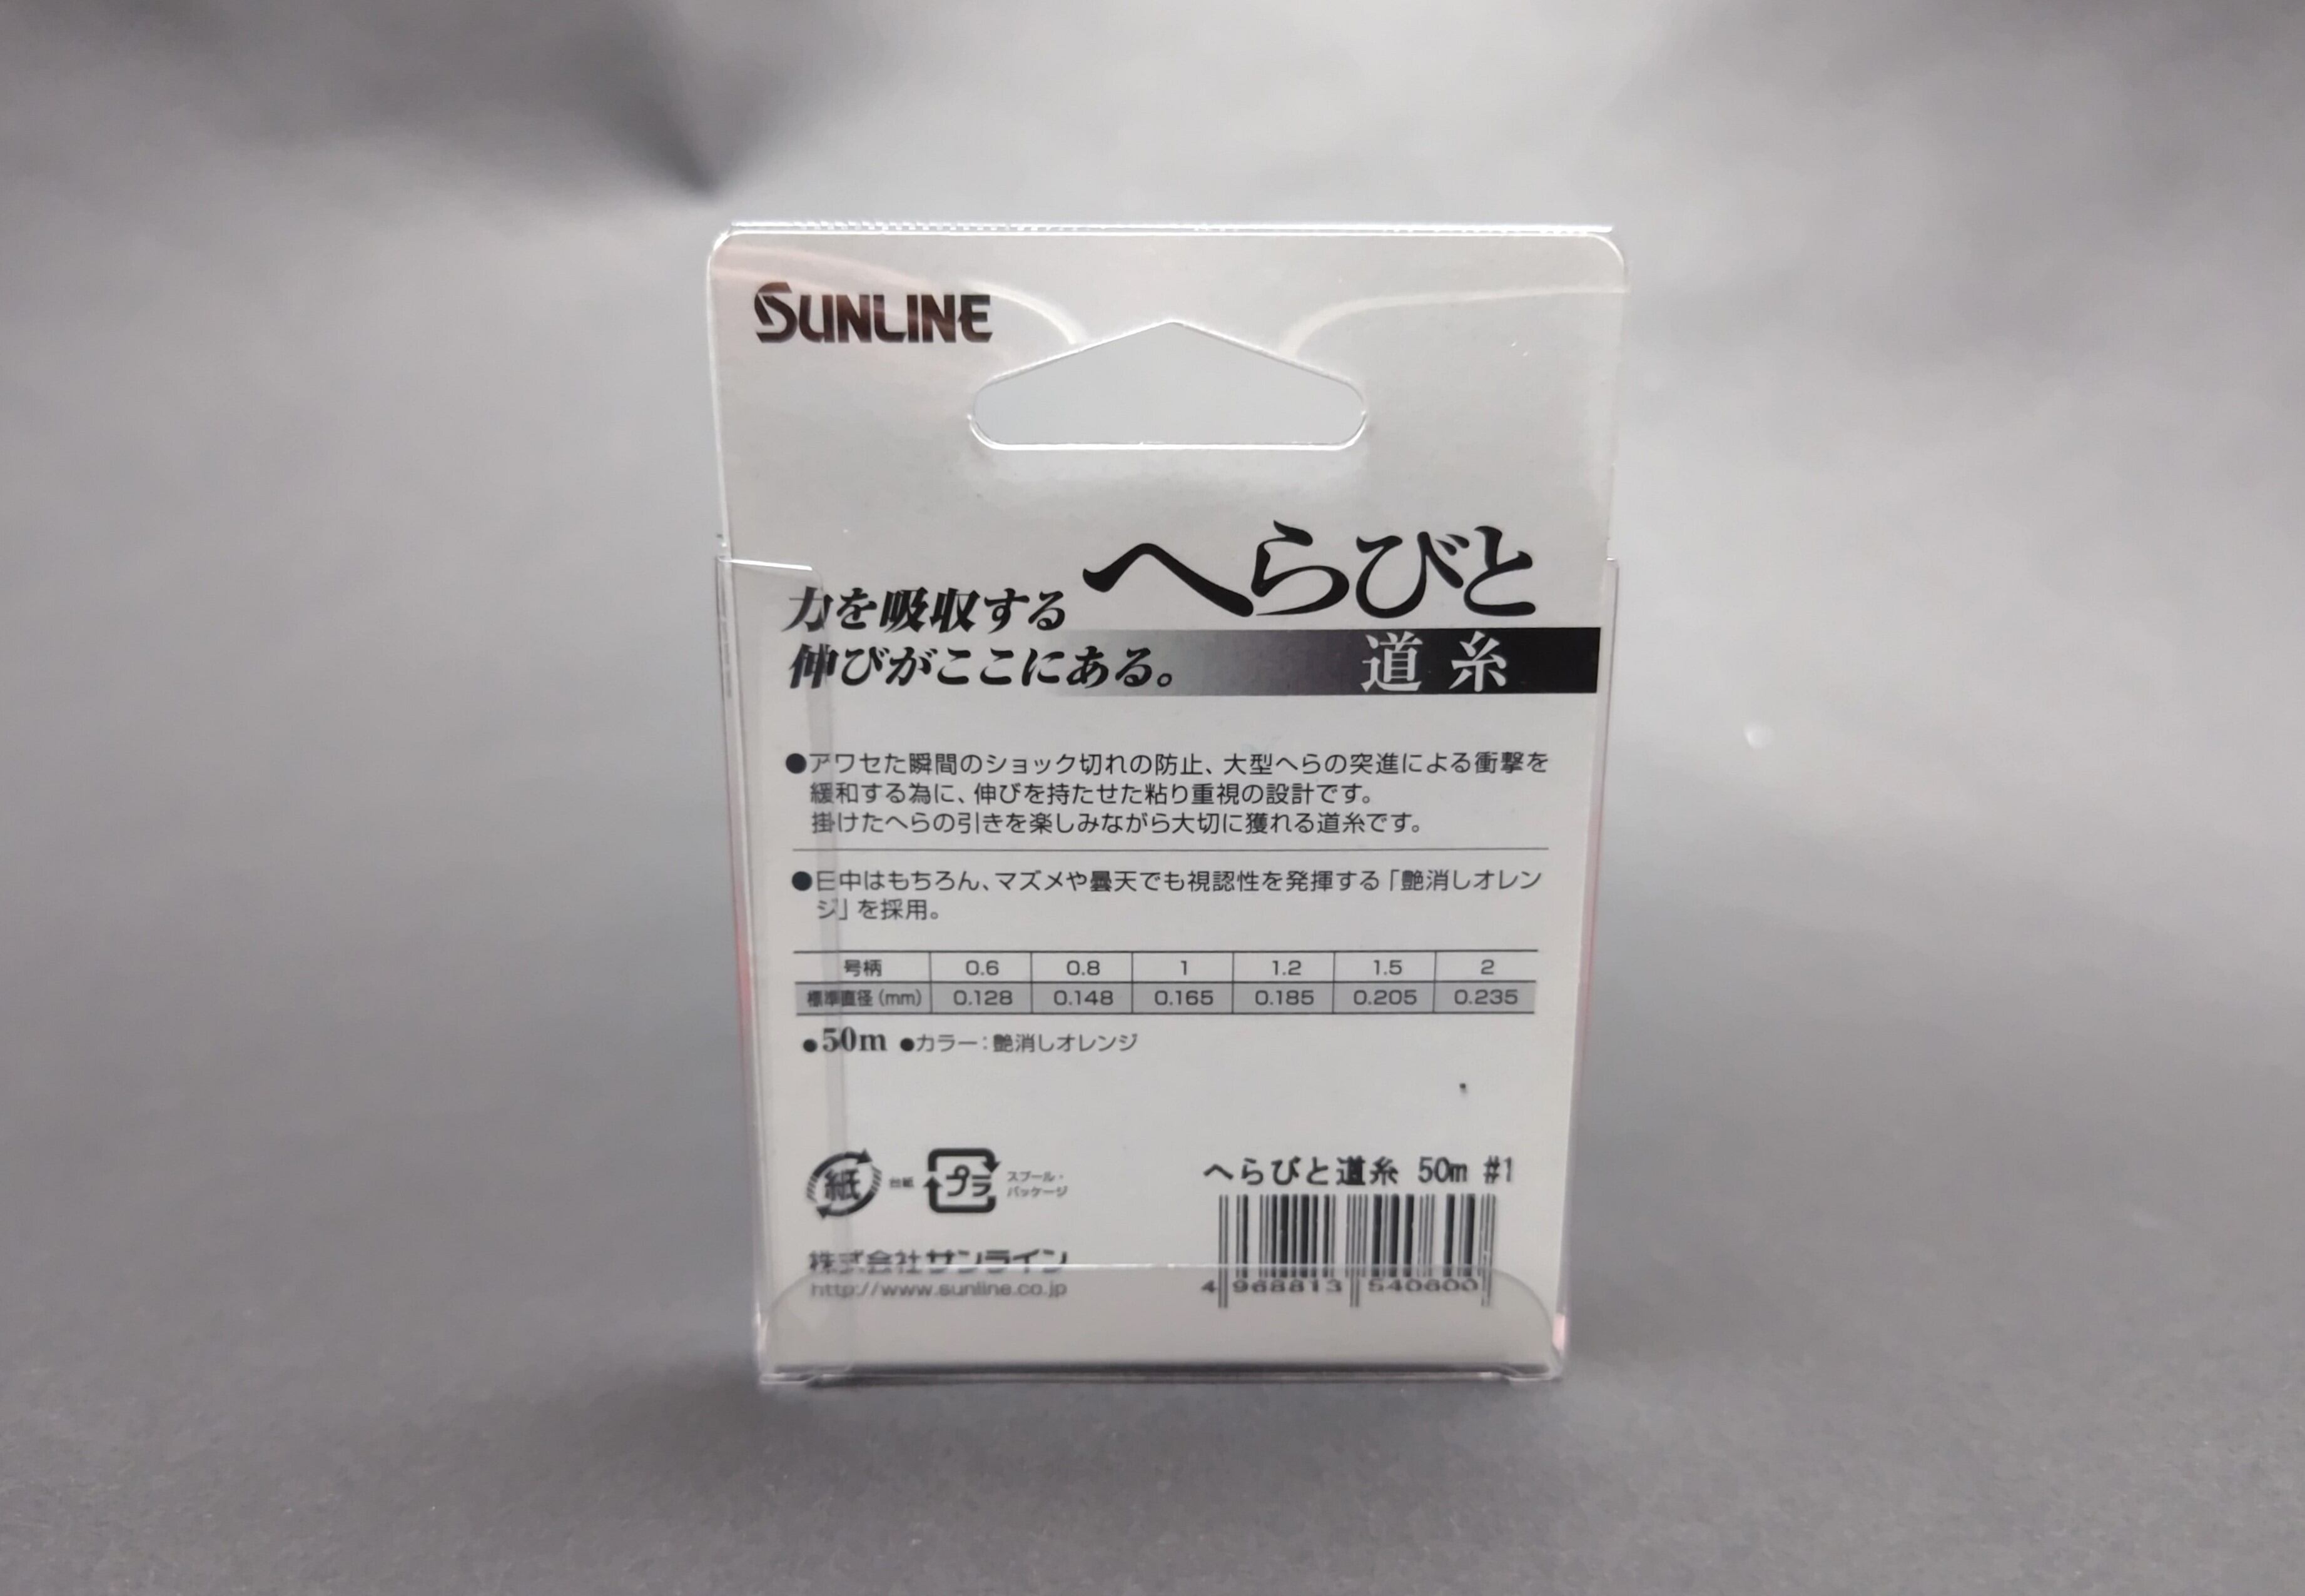 SUNLINE
へらびと
道糸
力を吸収する
伸びがここにある。
●アワセた瞬間のショック切れの防止、大型へらの突進による衝撃を
緩和する為に、伸びを持たせた粘り重視の設計です。
掛けたへらの引きを楽しみながら大切に獲れる道糸です。
●日中はもちろん、マズメや曇天でも視認性を発揮する「艶消しオレン
ジ」を採用。
号柄 0.6 0.8 1 1.2 1.5 2
標準直径(mm) 0.128 0.148 0.165 0.185 0.205 0.235
●50m ●カラー：艶消しオレンジ
紙 台紙 プラ スプール・
パッケージ
へらびと道糸 50m #1
株式会社サンライン
http://www.sunline.co.jp
4 968813 540600